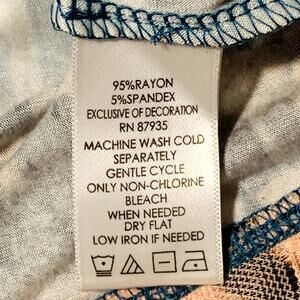 95%RAYON
5%SPANDEX
EXCLUSIVE OF DECORATION
RN 87935
MACHINE WASH COLD
SEPARATELY
GENTLE CYCLE
ONLY NON-CHLORINE
BLEACH
WHEN NEEDED
DRY FLAT
LOW IRON IF NEEDED